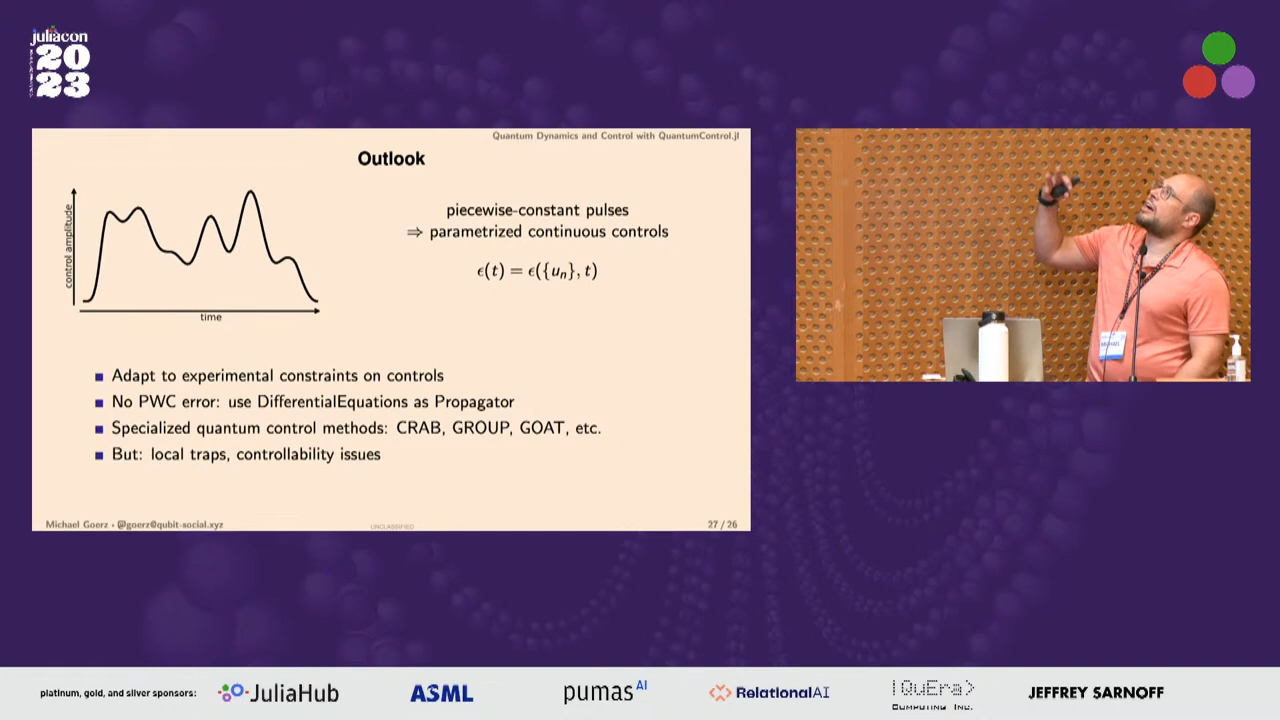 juliacon
20
23
Quantum Dynamics and Control with QuantumControl.jl
Outlook
control amplitude
time
piecewise-constant pulses
⇒ parametrized continuous controls
ϵ(t) = ϵ({uₙ}, t)
Adapt to experimental constraints on controls
No PWC error: use DifferentialEquations as Propagator
Specialized quantum control methods: CRAB, GROUP, GOAT, etc.
But: local traps, controllability issues
Michael Goerz • @goerz@qubit-social.xyz
UNCLASSIFIED
27 / 26
MICHAEL
platinum, gold, and silver sponsors:
JuliaHub
ASML
pumas AI
RelationalAI
|QuEra⟩
Computing Inc.
JEFFREY SARNOFF